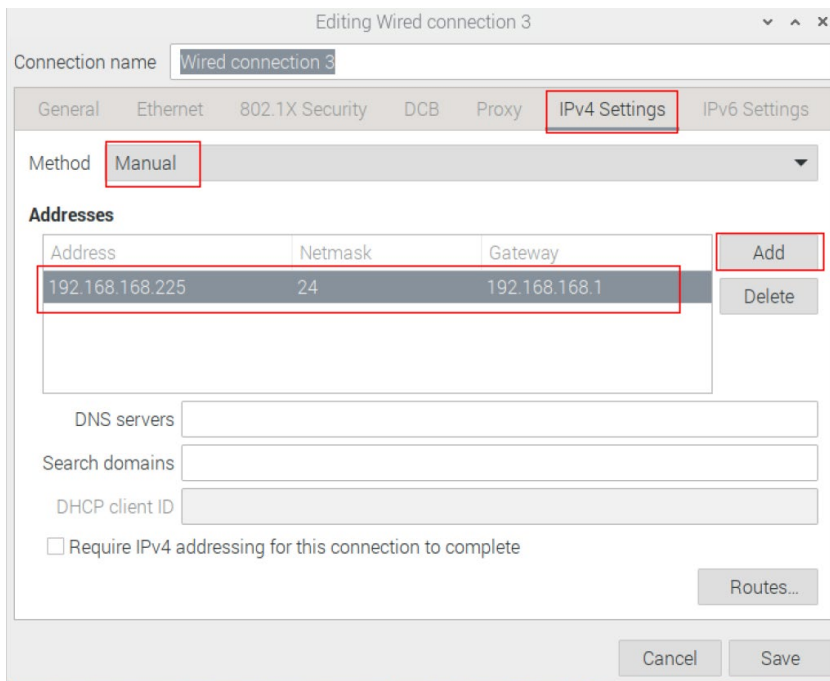 Editing Wired connection 3
Connection name Wired connection 3
General Ethernet 802.1X Security DCB Proxy IPv4 Settings IPv6 Settings
Method Manual
Addresses
Address Netmask Gateway
192.168.168.225 24 192.168.168.1
Add
Delete
DNS servers
Search domains
DHCP client ID
Require IPv4 addressing for this connection to complete
Routes...
Cancel Save